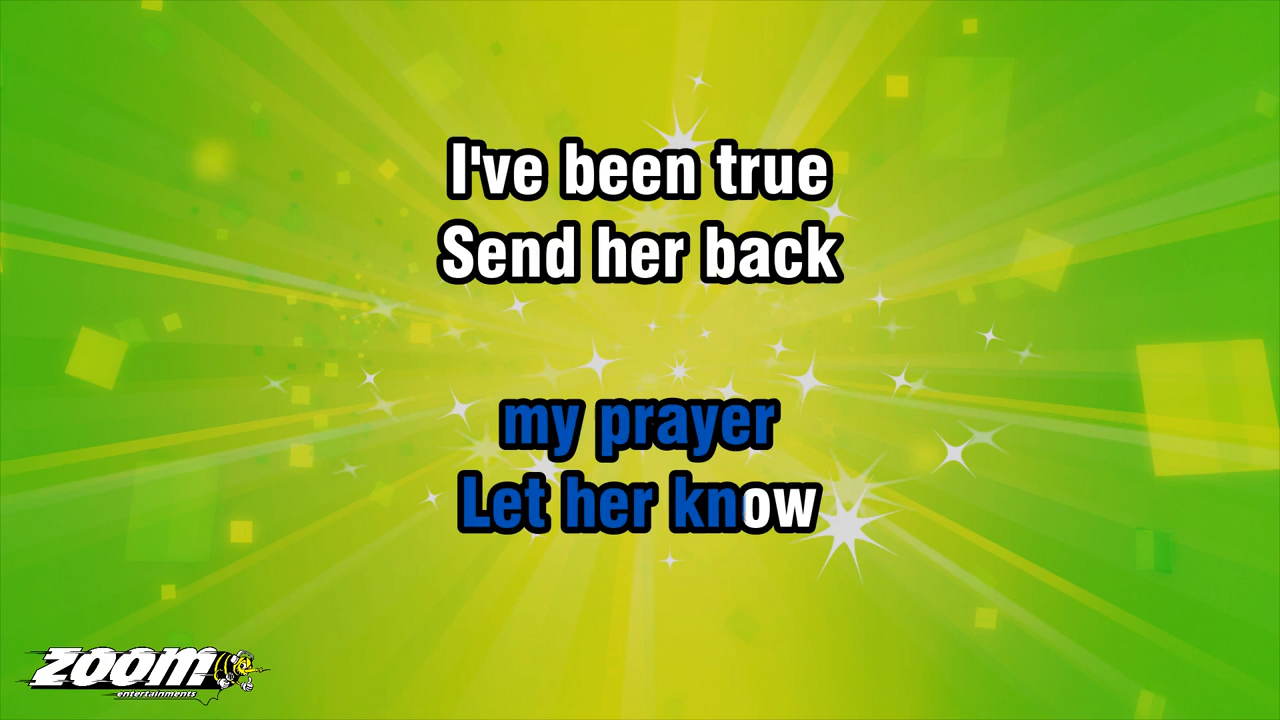 I've been true
Send her back
my prayer
Let her know
zoom
entertainments